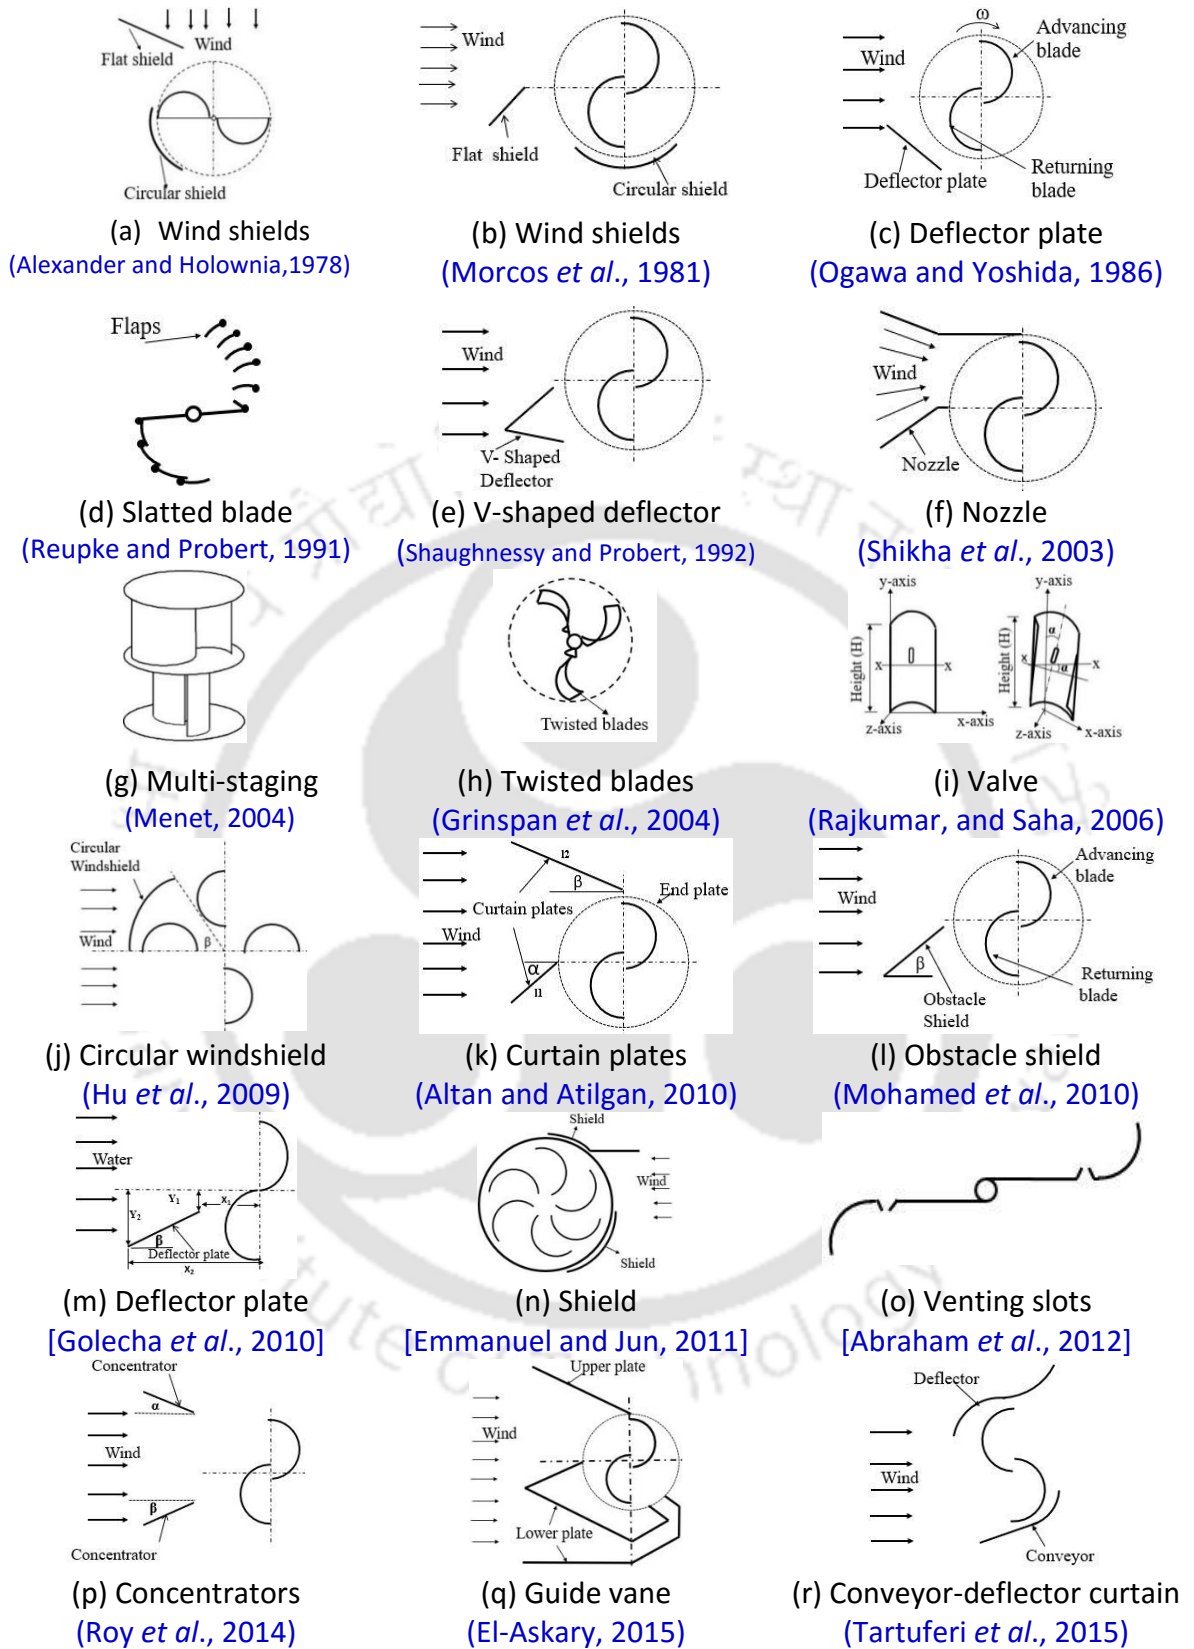 Wind
Flat shield
Circular shield
(a) Wind shields
(Alexander and Holownia,1978)
Wind
Flat shield
Circular shield
(b) Wind shields
(Morcos et al., 1981)
ω
Advancing
blade
Wind
Deflector plate
Returning
blade
(c) Deflector plate
(Ogawa and Yoshida, 1986)
Flaps
(d) Slatted blade
(Reupke and Probert, 1991)
Wind
V- Shaped
Deflector
(e) V-shaped deflector
(Shaughnessy and Probert, 1992)
Wind
Nozzle
(f) Nozzle
(Shikha et al., 2003)
(g) Multi-staging
(Menet, 2004)
Twisted blades
(h) Twisted blades
(Grinspan et al., 2004)
y-axis
y-axis
Height (H)
x
x
z-axis
x-axis
Height (H)
α
x
x
α
z-axis
x-axis
(i) Valve
(Rajkumar, and Saha, 2006)
Circular
Windshield
Wind
β
(j) Circular windshield
(Hu et al., 2009)
l2
β
End plate
Curtain plates
Wind
α
l1
(k) Curtain plates
(Altan and Atilgan, 2010)
Advancing
blade
Wind
β
Obstacle
Shield
Returning
blade
(l) Obstacle shield
(Mohamed et al., 2010)
Water
Y₁
X₁
Y₂
β
Deflector plate
X₂
(m) Deflector plate
[Golecha et al., 2010]
Shield
Wind
Shield
(n) Shield
[Emmanuel and Jun, 2011]
(o) Venting slots
[Abraham et al., 2012]
Concentrator
α
Wind
β
Concentrator
(p) Concentrators
(Roy et al., 2014)
Upper plate
Wind
Lower plate
(q) Guide vane
(El-Askary, 2015)
Deflector
Wind
Conveyor
(r) Conveyor-deflector curtain
(Tartuferi et al., 2015)